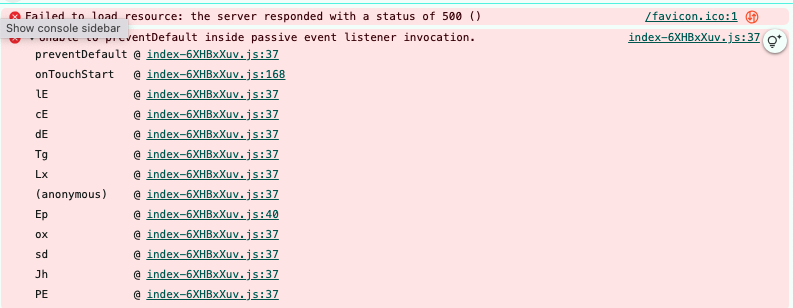 Failed to load resource: the server responded with a status of 500 () /favicon.ico:1
Show console sidebar
to preventDefault inside passive event listener invocation. index-6XHBxXuv.js:37
preventDefault @ index-6XHBxXuv.js:37
onTouchStart @ index-6XHBxXuv.js:168
lE @ index-6XHBxXuv.js:37
cE @ index-6XHBxXuv.js:37
dE @ index-6XHBxXuv.js:37
Tg @ index-6XHBxXuv.js:37
Lx @ index-6XHBxXuv.js:37
(anonymous) @ index-6XHBxXuv.js:37
Ep @ index-6XHBxXuv.js:40
ox @ index-6XHBxXuv.js:37
sd @ index-6XHBxXuv.js:37
Jh @ index-6XHBxXuv.js:37
PE @ index-6XHBxXuv.js:37